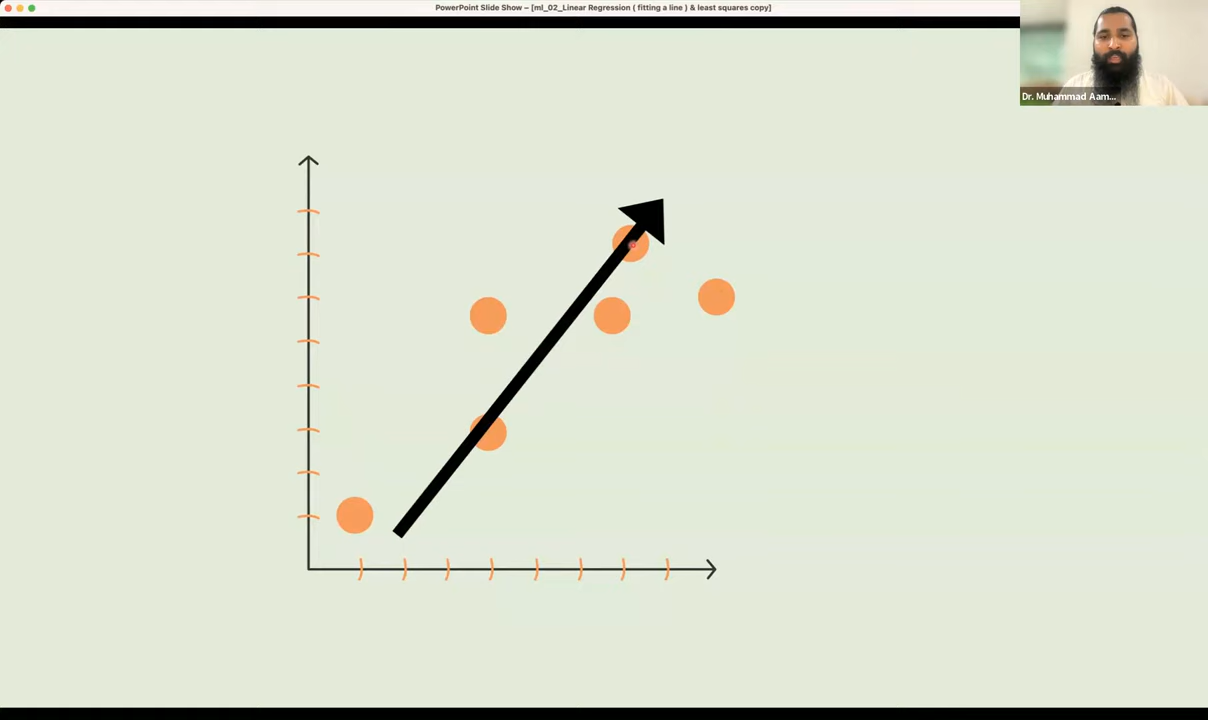 PowerPoint Slide Show – [ml_02_Linear Regression ( fitting a line ) & least squares copy]
Dr. Muhammad Aam...